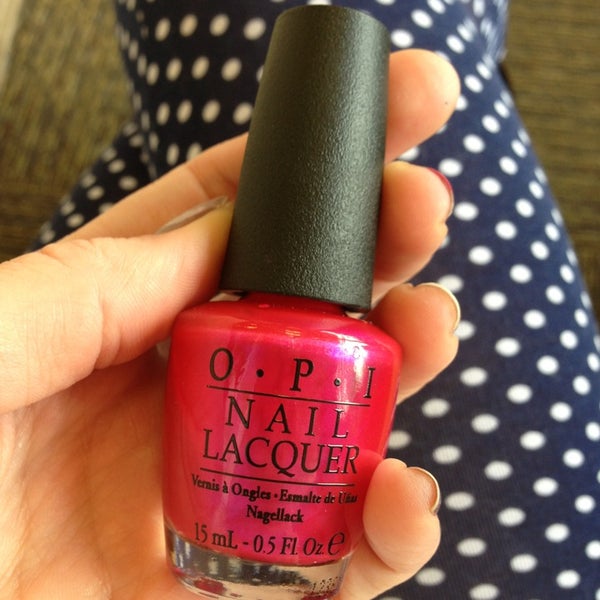 O·P·I
NAIL
LACQUER
Vernis à Ongles · Esmalte de Uñas
Nagellack
15 mL - 0.5 Fl. Oz. ℮